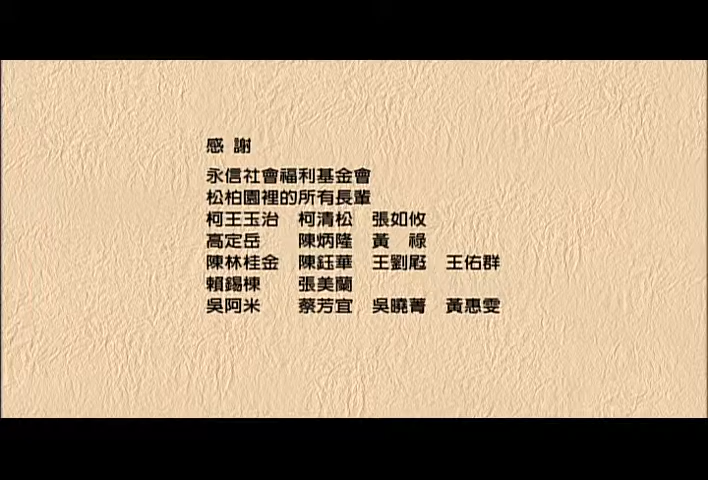 感 謝
永信社會福利基金會
松柏園裡的所有長輩
柯王玉治 柯清松 張如攸
高定岳 陳炳隆 黃 祿
陳林桂金 陳鈺華 王劉 王佑群
賴錫棟 張美蘭
吳阿米 蔡芳宜 吳曉菁 黃惠雯